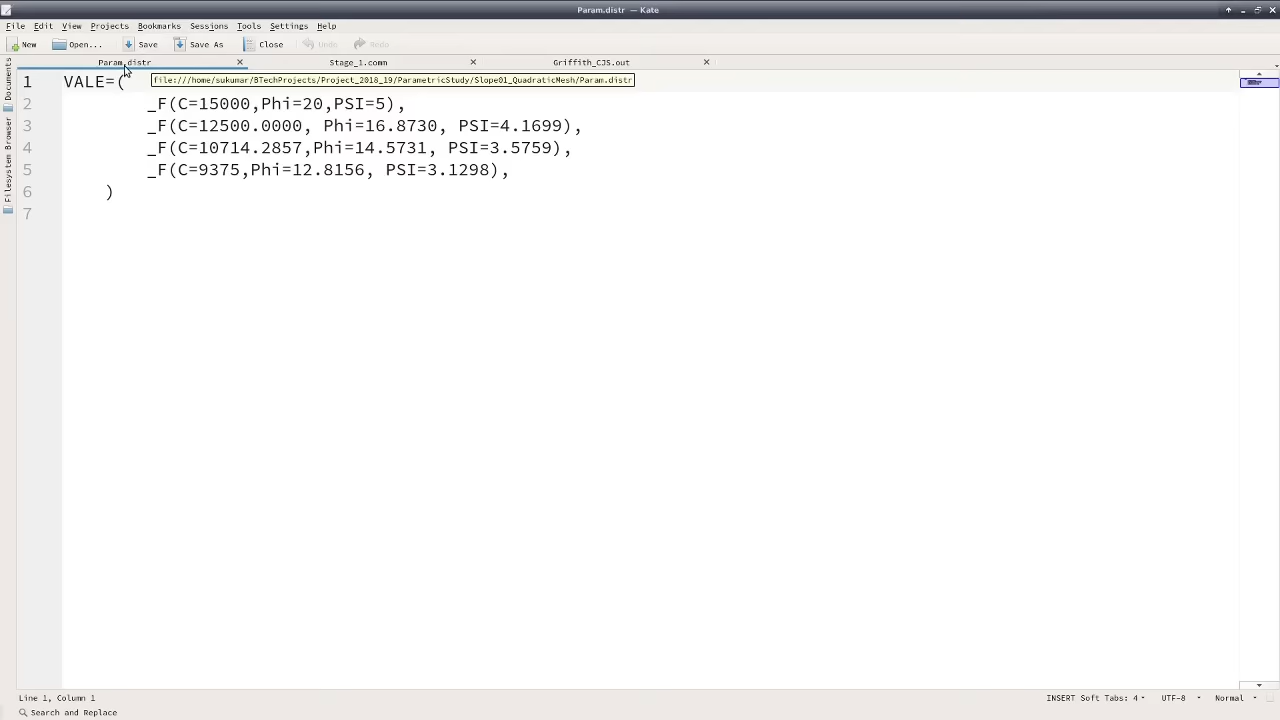 Param.distr — Kate
File Edit View Projects Bookmarks Sessions Tools Settings Help
New Open... Save Save As Close Undo Redo
Param.distr Stage_1.comm Griffith_CJS.out
file:///home/sukumar/BTechProjects/Project_2018_19/ParametricStudy/Slope01_QuadraticMesh/Param.distr
Documents
Filesystem Browser
1 VALE=(
2 _F(C=15000,Phi=20,PSI=5),
3 _F(C=12500.0000, Phi=16.8730, PSI=4.1699),
4 _F(C=10714.2857,Phi=14.5731, PSI=3.5759),
5 _F(C=9375,Phi=12.8156, PSI=3.1298),
6 )
7
Line 1, Column 1 INSERT Soft Tabs: 4 UTF-8 Normal
Search and Replace